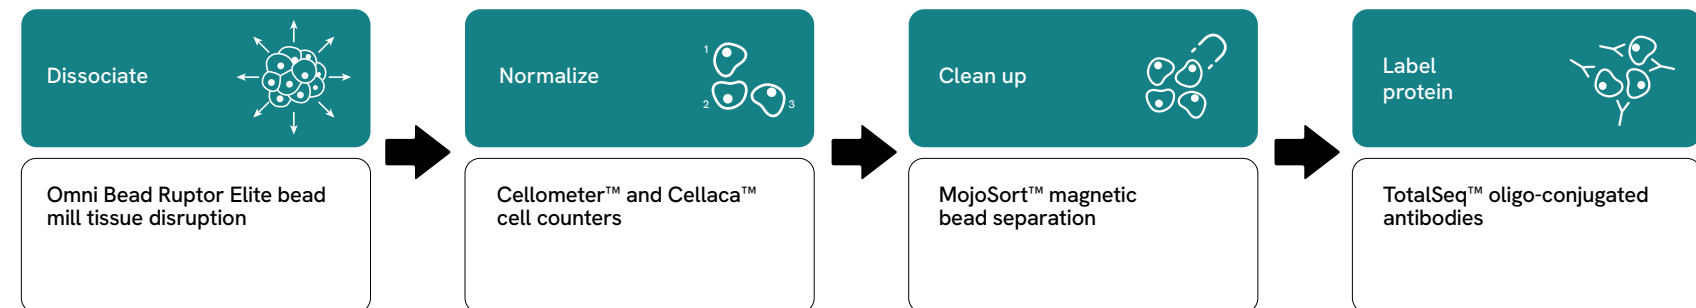 Dissociate
Normalize
1
2
3
Clean up
Label
protein
Omni Bead Ruptor Elite bead
mill tissue disruption
Cellometer™ and Cellaca™
cell counters
MojoSort™ magnetic
bead separation
TotalSeq™ oligo-conjugated
antibodies